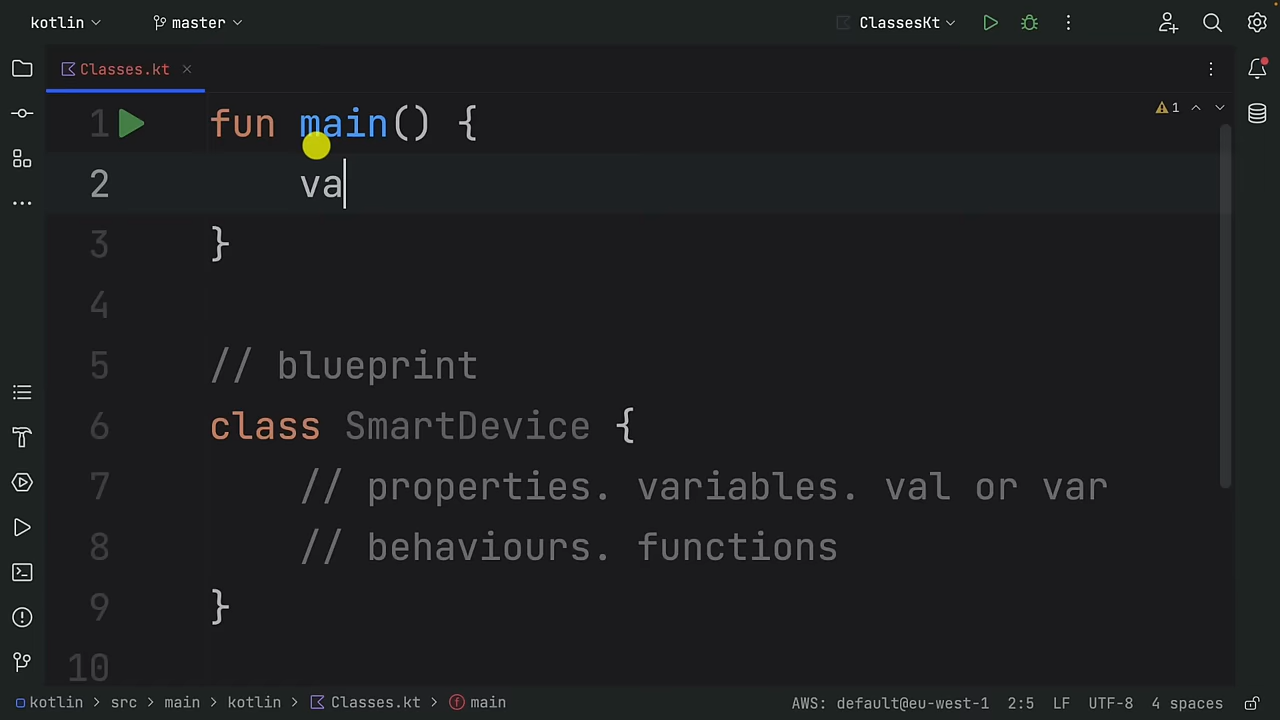 kotlin master ClassesKt
Classes.kt
1 fun main() { 1
2 va
3 }
4
5 // blueprint
6 class SmartDevice {
7 // properties. variables. val or var
8 // behaviours. functions
9 }
10
kotlin > src > main > kotlin > Classes.kt > main AWS: default@eu-west-1 2:5 LF UTF-8 4 spaces